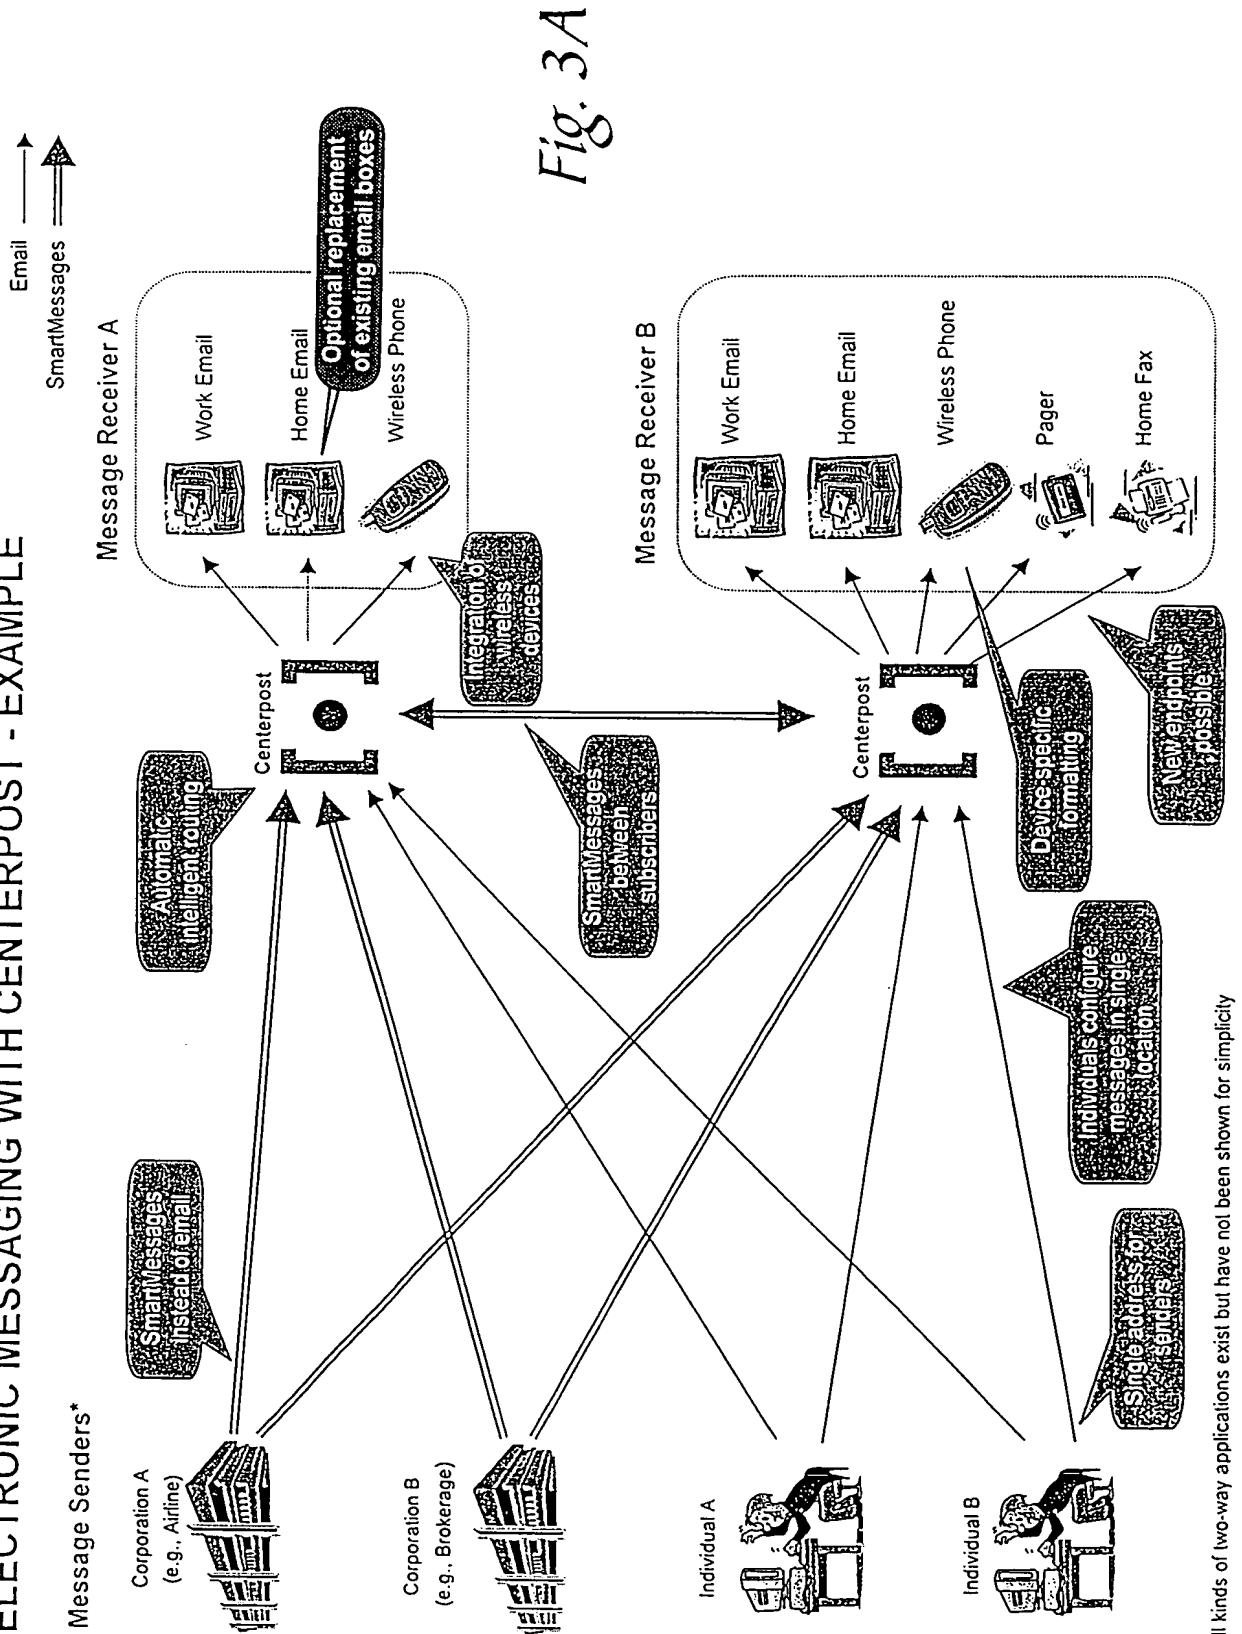 ELECTRONIC MESSAGING WITH CENTERPOST - EXAMPLE
Email
SmartMessages
Message Senders*
Message Receiver A
Corporation A
(e.g., Airline)
SmartMessages
instead of email
Automatic
intelligent routing
Centerpost
Work Email
Home Email
Optional replacement
of existing email boxes
Wireless Phone
Integration of
wireless
devices
Corporation B
(e.g., Brokerage)
SmartMessages
between
subscribers
Fig. 3A
Message Receiver B
Individual A
Centerpost
Work Email
Home Email
Wireless Phone
Pager
Home Fax
Device-specific
formatting
New endpoints
possible
Individual B
Individuals configure
messages in single
location
Single address for
senders
kinds of two-way applications exist but have not been shown for simplicity